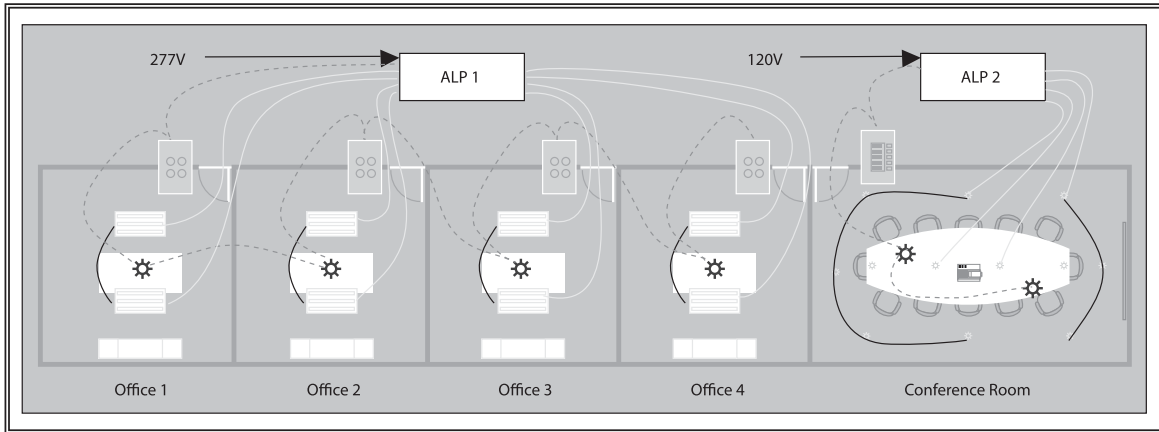 277V
ALP 1
120V
ALP 2
Office 1
Office 2
Office 3
Office 4
Conference Room